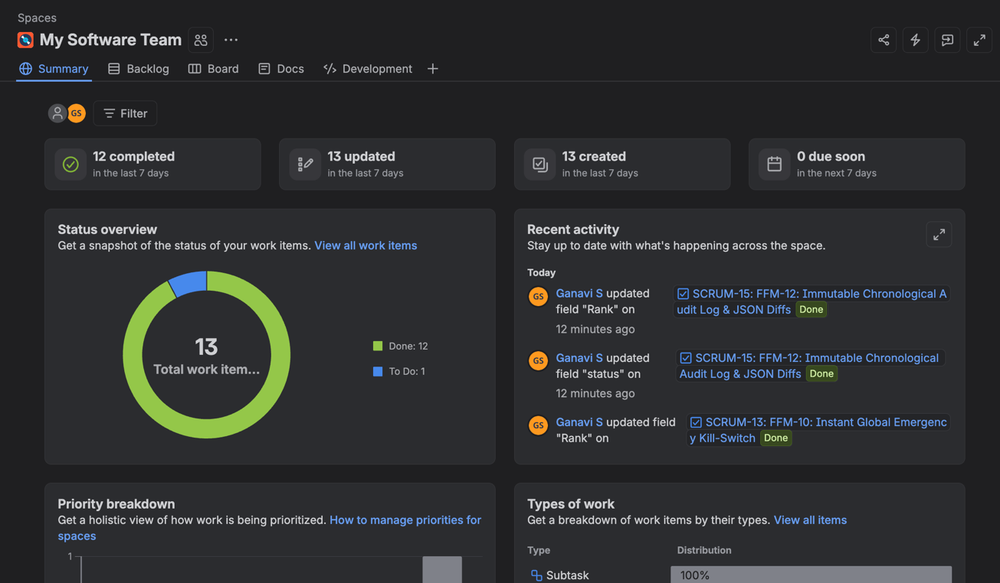 Spaces
My Software Team
Summary
Backlog
Board
Docs
Development
GS
Filter
12 completed
in the last 7 days
13 updated
in the last 7 days
13 created
in the last 7 days
0 due soon
in the next 7 days
Status overview
Get a snapshot of the status of your work items. View all work items
13
Total work item...
Done: 12
To Do: 1
Recent activity
Stay up to date with what's happening across the space.
Today
GS
Ganavi S updated
field "Rank" on
SCRUM-15: FFM-12: Immutable Chronological A
udit Log & JSON Diffs Done
12 minutes ago
GS
Ganavi S updated
field "status" on
SCRUM-15: FFM-12: Immutable Chronological
Audit Log & JSON Diffs Done
12 minutes ago
GS
Ganavi S updated field
"Rank" on
SCRUM-13: FFM-10: Instant Global Emergenc
y Kill-Switch Done
Priority breakdown
Get a holistic view of how work is being prioritized. How to manage priorities for
spaces
1
Types of work
Get a breakdown of work items by their types. View all items
Type
Distribution
Subtask
100%